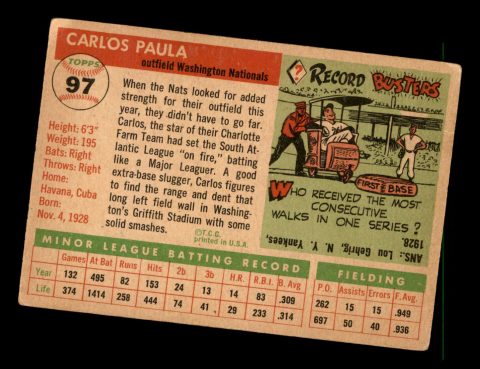 CARLOS PAULA
outfield Washington Nationals
TOPPS
97
Height: 6'3"
Weight: 195
Bats: Right
Throws: Right
Home:
Havana, Cuba
Born:
Nov. 4, 1928
When the Nats looked for added
strength for their outfield this
year, they didn't have to go far.
Carlos, the star of their Charlotte
Farm Team had set the South At-
lantic League "on fire," batting
like a Major Leaguer. A good
extra-base slugger, Carlos figures
to find the range and dent that
long left field wall in Washing-
ton's Griffith Stadium with some
solid smashes.
©T.C.G.
printed in U.S.A.
? RECORD BUSTERS
FIRST BASE
WHO RECEIVED THE MOST
CONSECUTIVE
WALKS IN ONE SERIES?
ANS.: Lou Gehrig, N. Y. Yankees,
1928.
MINOR LEAGUE BATTING RECORD
Games At Bat Runs Hits 2b 3b H.R. R.B.I. B. Avg
Year 132 495 82 153 24 13 14 83 .309
Life 374 1414 258 444 74 41 29 233 .314
FIELDING
P.O. Assists Errors F. Avg.
262 15 15 .949
697 50 40 .936